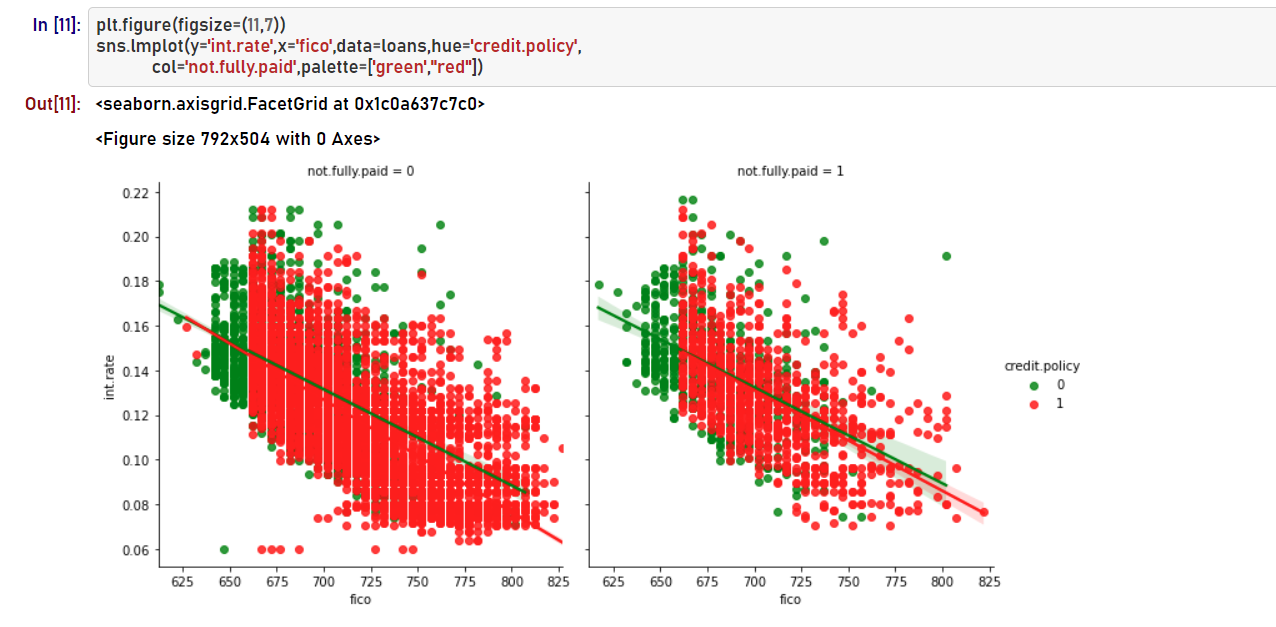 In [11]: plt.figure(figsize=(11,7))
sns.lmplot(y='int.rate',x='fico',data=loans,hue='credit.policy',
col='not.fully.paid',palette=['green',"red"])
Out[11]: <seaborn.axisgrid.FacetGrid at 0x1c0a637c7c0>
<Figure size 792x504 with 0 Axes>
not.fully.paid = 0
not.fully.paid = 1
0.22
0.20
0.18
0.16
0.14
0.12
0.10
0.08
0.06
int.rate
625 650 675 700 725 750 775 800 825
fico
625 650 675 700 725 750 775 800 825
fico
credit.policy
0
1